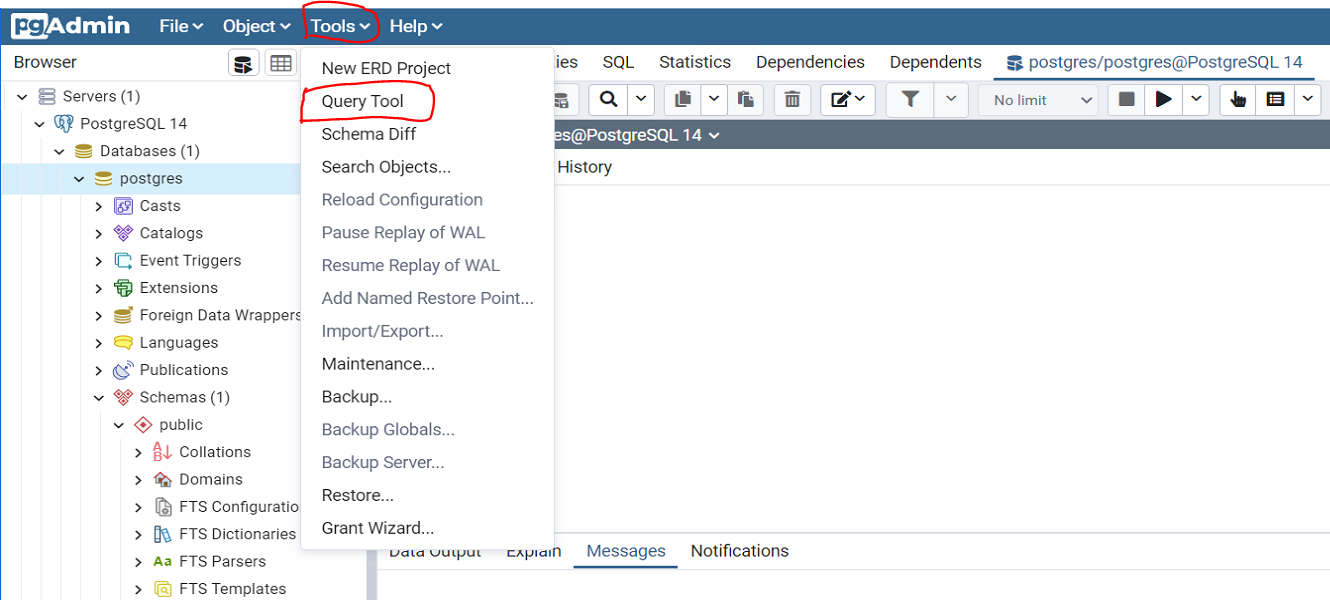 pgAdmin File Object Tools Help
Browser
ies SQL Statistics Dependencies Dependents postgres/postgres@PostgreSQL 14
No limit
es@PostgreSQL 14
History
Servers (1)
PostgreSQL 14
Databases (1)
postgres
Casts
Catalogs
Event Triggers
Extensions
Foreign Data Wrappers
Languages
Publications
Schemas (1)
public
Collations
Domains
FTS Configuratio
FTS Dictionaries
Aa FTS Parsers
FTS Templates
New ERD Project
Query Tool
Schema Diff
Search Objects...
Reload Configuration
Pause Replay of WAL
Resume Replay of WAL
Add Named Restore Point...
Import/Export...
Maintenance...
Backup...
Backup Globals...
Backup Server...
Restore...
Grant Wizard...
Data Output Explain Messages Notifications